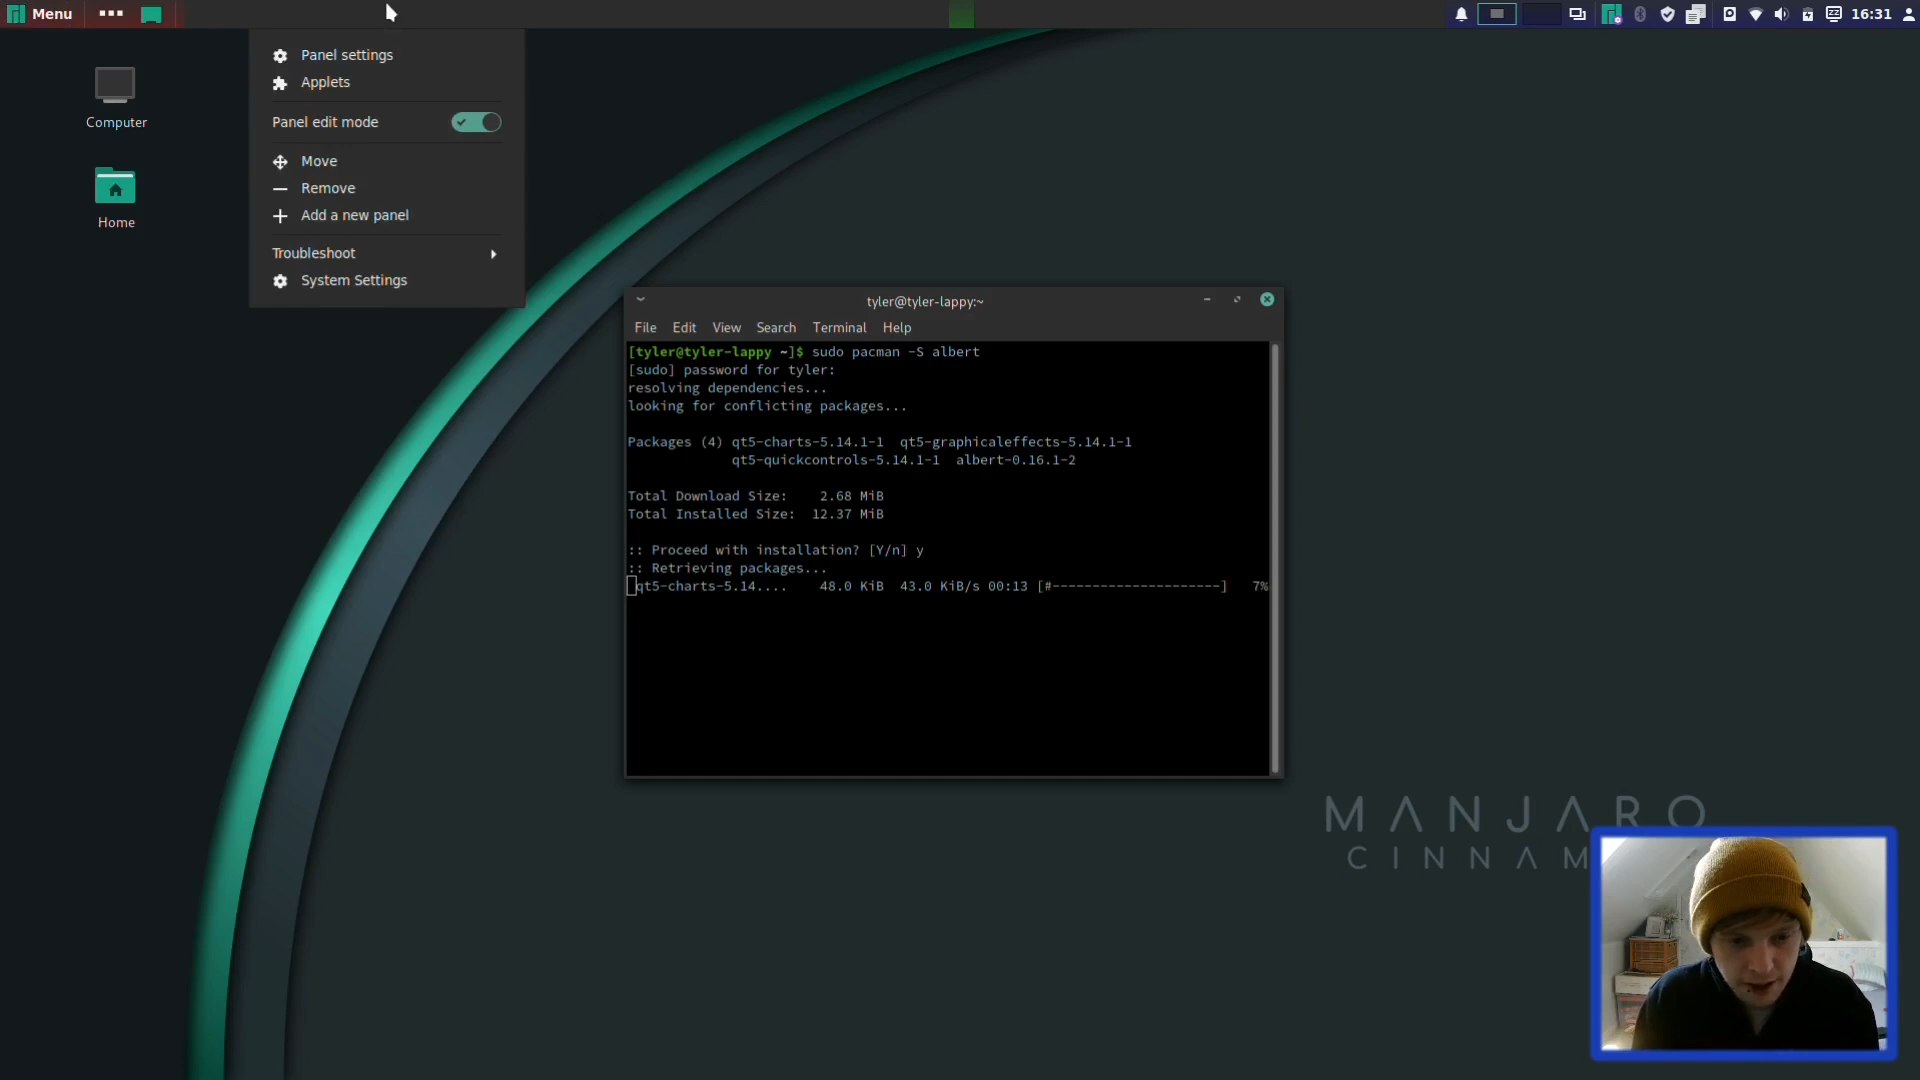 Menu
16:31
Panel settings
Applets
Panel edit mode
Move
Remove
Add a new panel
Troubleshoot
System Settings
Computer
Home
tyler@tyler-lappy:~
File Edit View Search Terminal Help
[tyler@tyler-lappy ~]$ sudo pacman -S albert
[sudo] password for tyler:
resolving dependencies...
looking for conflicting packages...
Packages (4) qt5-charts-5.14.1-1  qt5-graphicaleffects-5.14.1-1
qt5-quickcontrols-5.14.1-1  albert-0.16.1-2
Total Download Size:    2.68 MiB
Total Installed Size:  12.37 MiB
:: Proceed with installation? [Y/n] y
:: Retrieving packages...
qt5-charts-5.14....    48.0 KiB  43.0 KiB/s 00:13 [#---------------------]   7%
MANJARO
CINNAM